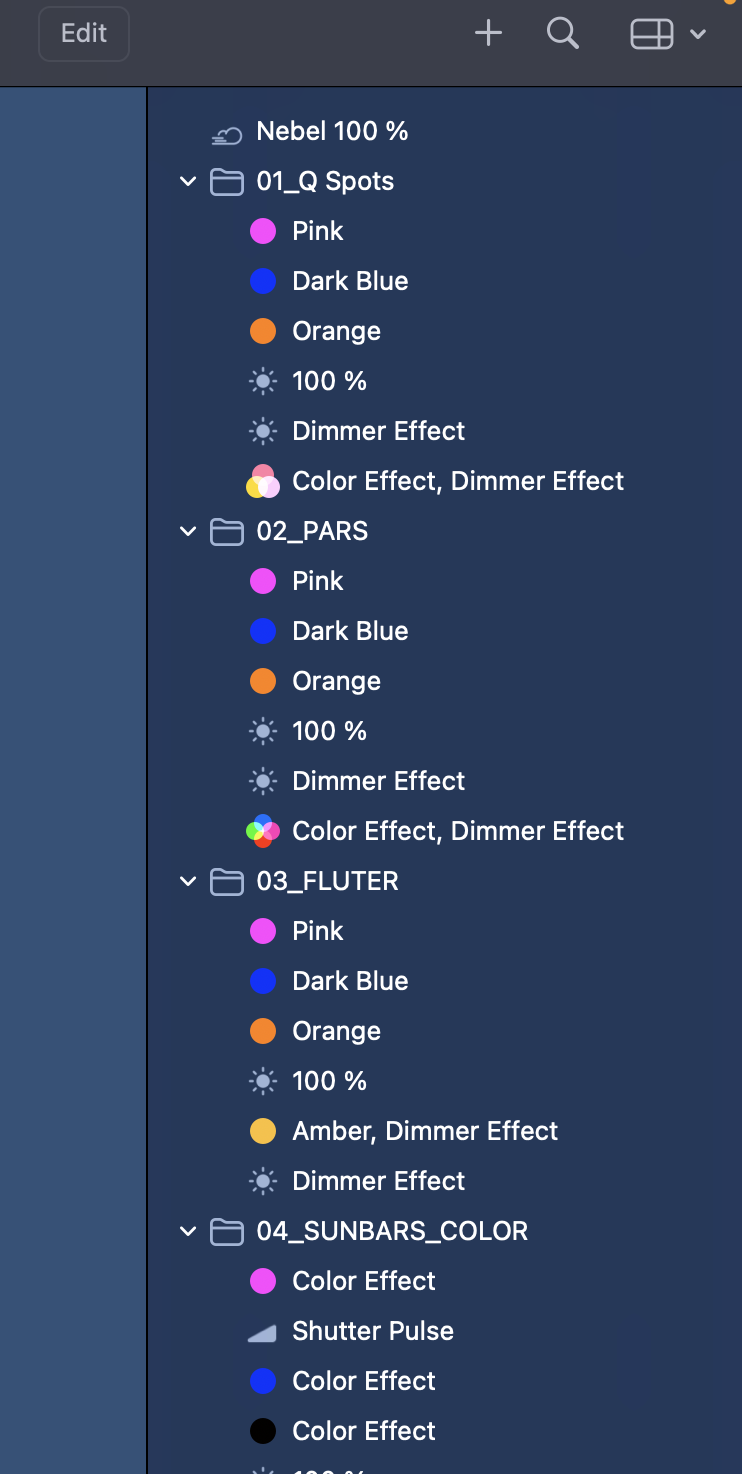 Edit
Nebel 100 %
01_Q Spots
Pink
Dark Blue
Orange
100 %
Dimmer Effect
Color Effect, Dimmer Effect
02_PARS
Pink
Dark Blue
Orange
100 %
Dimmer Effect
Color Effect, Dimmer Effect
03_FLUTER
Pink
Dark Blue
Orange
100 %
Amber, Dimmer Effect
Dimmer Effect
04_SUNBARS_COLOR
Color Effect
Shutter Pulse
Color Effect
Color Effect